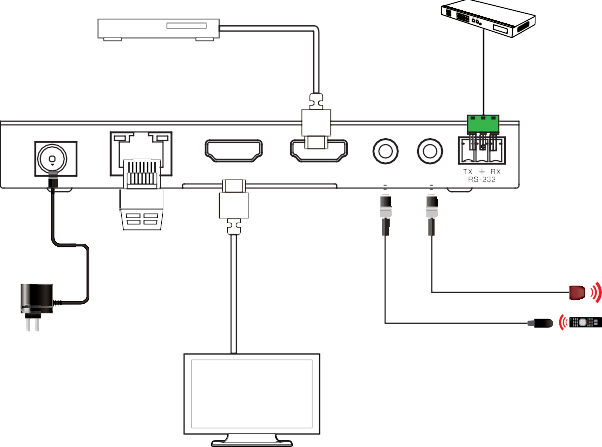 TX ⏚ RX
RS-232